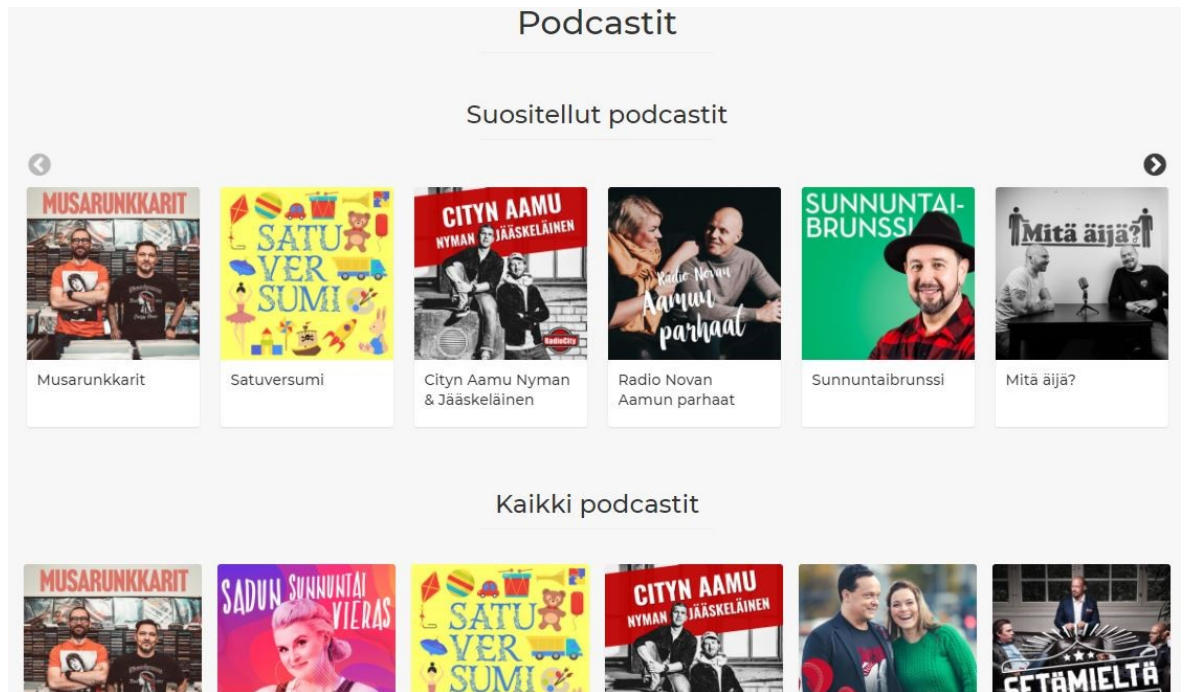 Podcastit
Suositellut podcastit
MUSARUNKKARIT
SATU
VER
SUMI
CITYN AAMU
NYMAN & JÄÄSKELÄINEN
RadioCity
Radio Novan
Aamun
parhaat
SUNNUNTAI-
BRUNSSI
Mitä äijä?!
Musarunkkarit
Satuversumi
Cityn Aamu Nyman
& Jääskeläinen
Radio Novan
Aamun parhaat
Sunnuntaibrunssi
Mitä äijä?
Kaikki podcastit
MUSARUNKKARIT
SADUN SUNNUNTAI
VIERAS
SATU
VER
SUMI
CITYN AAMU
NYMAN & JÄÄSKELÄINEN
SETÄMIELTÄ